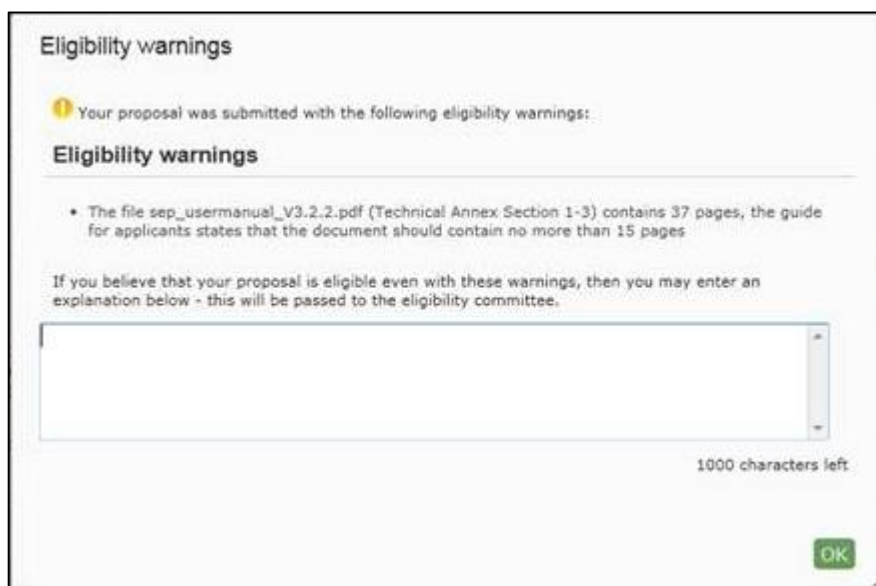 Eligibility warnings
Your proposal was submitted with the following eligibility warnings:
Eligibility warnings
• The file sep_usermanual_V3.2.2.pdf (Technical Annex Section 1-3) contains 37 pages, the guide
for applicants states that the document should contain no more than 15 pages
If you believe that your proposal is eligible even with these warnings, then you may enter an
explanation below - this will be passed to the eligibility committee.
1000 characters left
OK